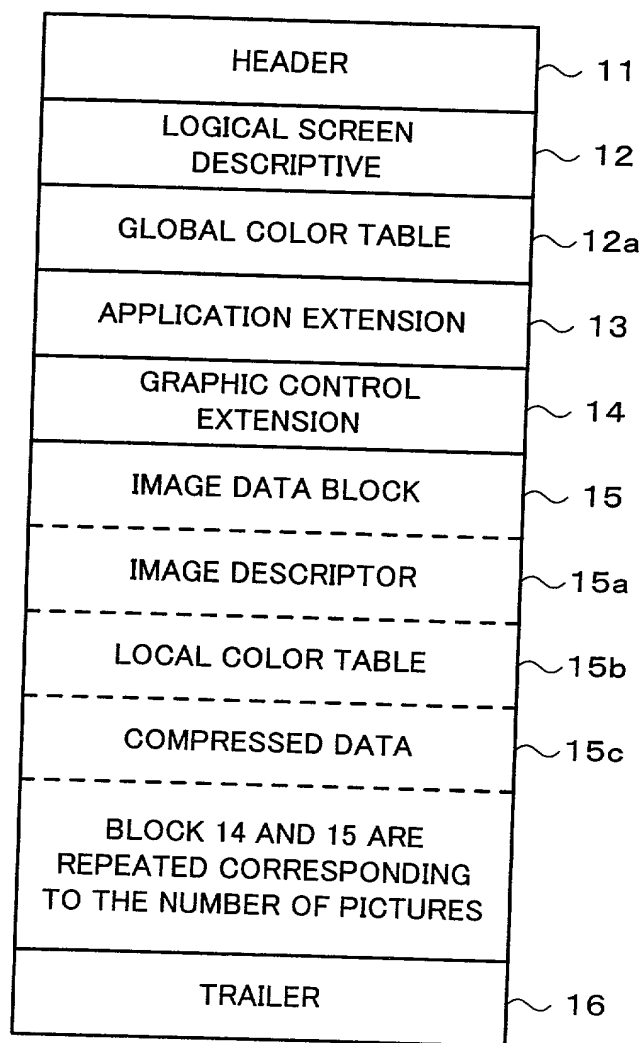 HEADER
11
LOGICAL SCREEN
DESCRIPTIVE
12
GLOBAL COLOR TABLE
12a
APPLICATION EXTENSION
13
GRAPHIC CONTROL
EXTENSION
14
IMAGE DATA BLOCK
15
IMAGE DESCRIPTOR
15a
LOCAL COLOR TABLE
15b
COMPRESSED DATA
15c
BLOCK 14 AND 15 ARE
REPEATED CORRESPONDING
TO THE NUMBER OF PICTURES
TRAILER
16